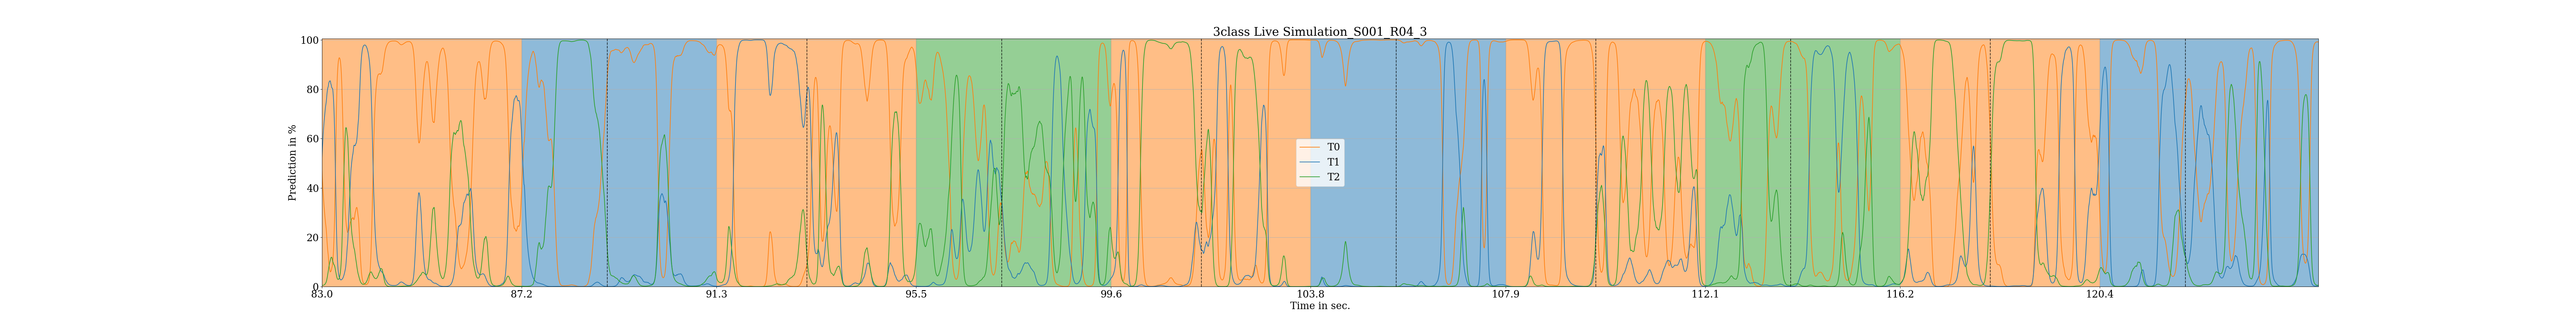 3class Live Simulation_S001_R04_3
Prediction in %
100
80
60
40
20
0
T0
T1
T2
83.0 87.2 91.3 95.5 99.6 103.8 107.9 112.1 116.2 120.4
Time in sec.